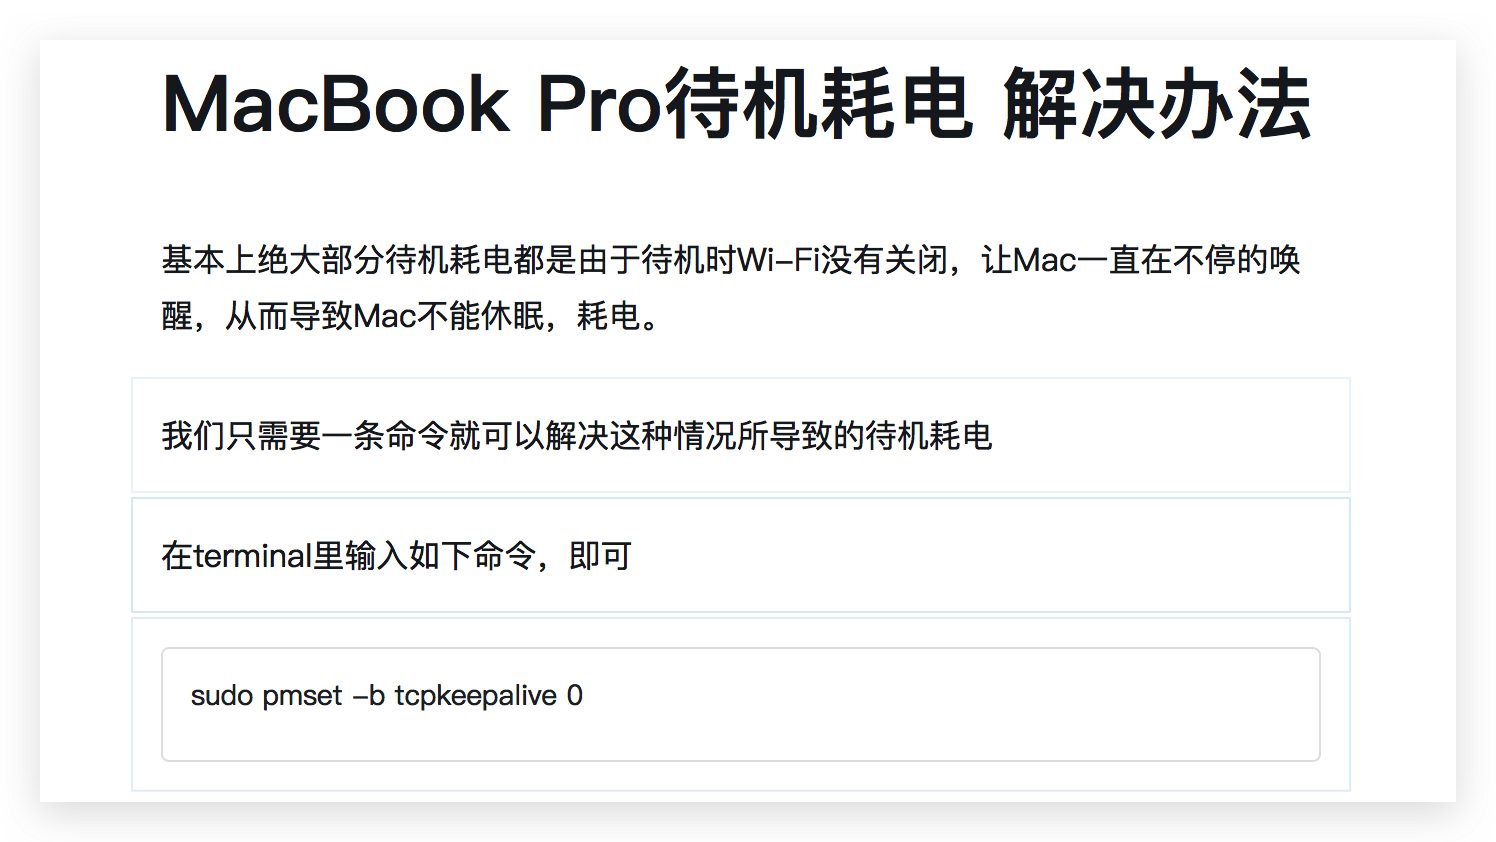 MacBook Pro待机耗电 解决办法
基本上绝大部分待机耗电都是由于待机时Wi-Fi没有关闭，让Mac一直在不停的唤
醒，从而导致Mac不能休眠，耗电。
我们只需要一条命令就可以解决这种情况所导致的待机耗电
在terminal里输入如下命令，即可
sudo pmset -b tcpkeepalive 0